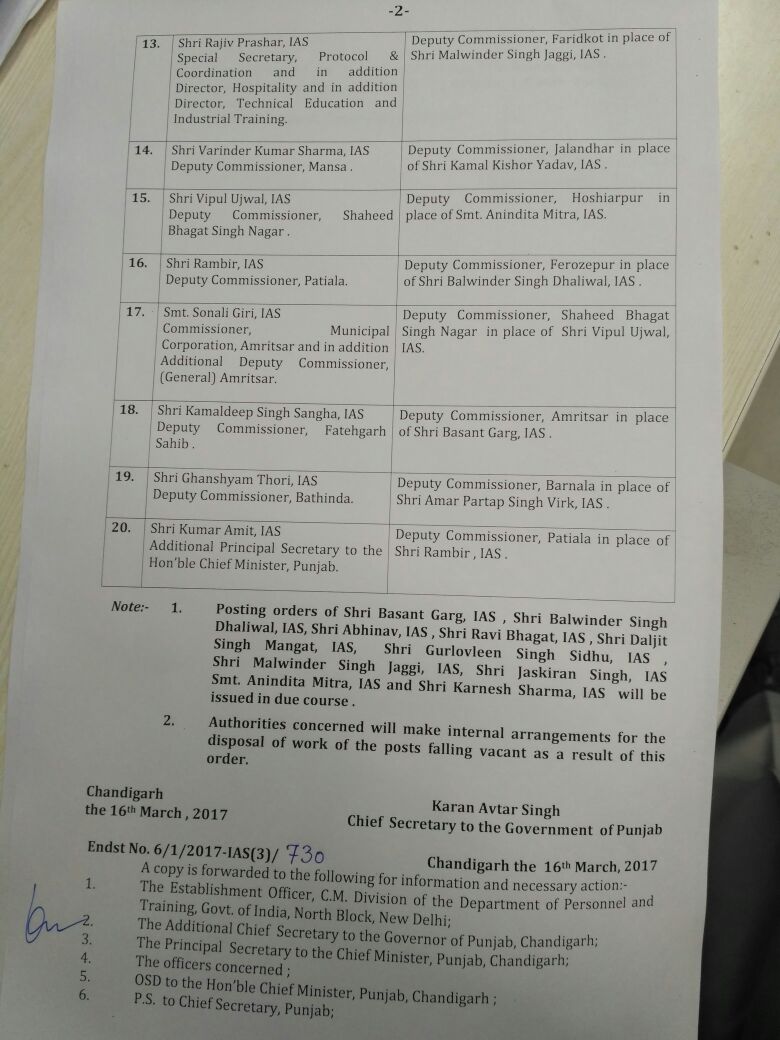 -2-
13. Shri Rajiv Prashar, IAS
Special Secretary, Protocol &
Coordination and in addition
Director, Hospitality and in addition
Director, Technical Education and
Industrial Training.
Deputy Commissioner, Faridkot in place of
Shri Malwinder Singh Jaggi, IAS .
14. Shri Varinder Kumar Sharma, IAS
Deputy Commissioner, Mansa .
Deputy Commissioner, Jalandhar in place
of Shri Kamal Kishor Yadav, IAS .
15. Shri Vipul Ujwal, IAS
Deputy Commissioner, Shaheed
Bhagat Singh Nagar .
Deputy Commissioner, Hoshiarpur in
place of Smt. Anindita Mitra, IAS.
16. Shri Rambir, IAS
Deputy Commissioner, Patiala.
Deputy Commissioner, Ferozepur in place
of Shri Balwinder Singh Dhaliwal, IAS .
17. Smt. Sonali Giri, IAS
Commissioner, Municipal
Corporation, Amritsar and in addition
Additional Deputy Commissioner,
(General) Amritsar.
Deputy Commissioner, Shaheed Bhagat
Singh Nagar in place of Shri Vipul Ujwal,
IAS.
18. Shri Kamaldeep Singh Sangha, IAS
Deputy Commissioner, Fatehgarh
Sahib .
Deputy Commissioner, Amritsar in place
of Shri Basant Garg, IAS .
19. Shri Ghanshyam Thori, IAS
Deputy Commissioner, Bathinda.
Deputy Commissioner, Barnala in place of
Shri Amar Partap Singh Virk, IAS .
20. Shri Kumar Amit, IAS
Additional Principal Secretary to the
Hon'ble Chief Minister, Punjab.
Deputy Commissioner, Patiala in place of
Shri Rambir , IAS .
Note:- 1. Posting orders of Shri Basant Garg, IAS , Shri Balwinder Singh
Dhaliwal, IAS, Shri Abhinav, IAS , Shri Ravi Bhagat, IAS , Shri Daljit
Singh Mangat, IAS, Shri Gurlovleen Singh Sidhu, IAS ,
Shri Malwinder Singh Jaggi, IAS, Shri Jaskiran Singh, IAS
Smt. Anindita Mitra, IAS and Shri Karnesh Sharma, IAS will be
issued in due course .
2. Authorities concerned will make internal arrangements for the
disposal of work of the posts falling vacant as a result of this
order.
Chandigarh
the 16th March , 2017
Karan Avtar Singh
Chief Secretary to the Government of Punjab
Endst No. 6/1/2017-IAS(3)/ 730
Chandigarh the 16th March, 2017
A copy is forwarded to the following for information and necessary action:-
1. The Establishment Officer, C.M. Division of the Department of Personnel and
Training, Govt. of India, North Block, New Delhi;
2. The Additional Chief Secretary to the Governor of Punjab, Chandigarh;
3. The Principal Secretary to the Chief Minister, Punjab, Chandigarh;
4. The officers concerned ;
5. OSD to the Hon'ble Chief Minister, Punjab, Chandigarh ;
6. P.S. to Chief Secretary, Punjab;